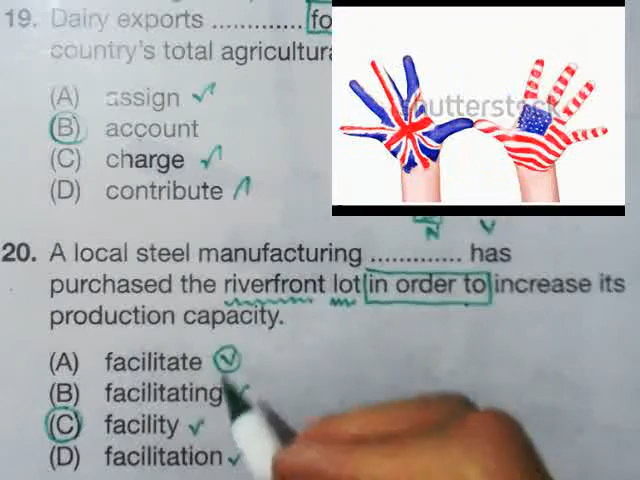 19. Dairy exports ............. fo
country's total agricultura
(A) assign
(B) account
(C) charge
(D) contribute
shutterstock
N V
20. A local steel manufacturing ............. has
purchased the riverfront lot in order to increase its
production capacity.
(A) facilitate V
(B) facilitating
(C) facility
(D) facilitation